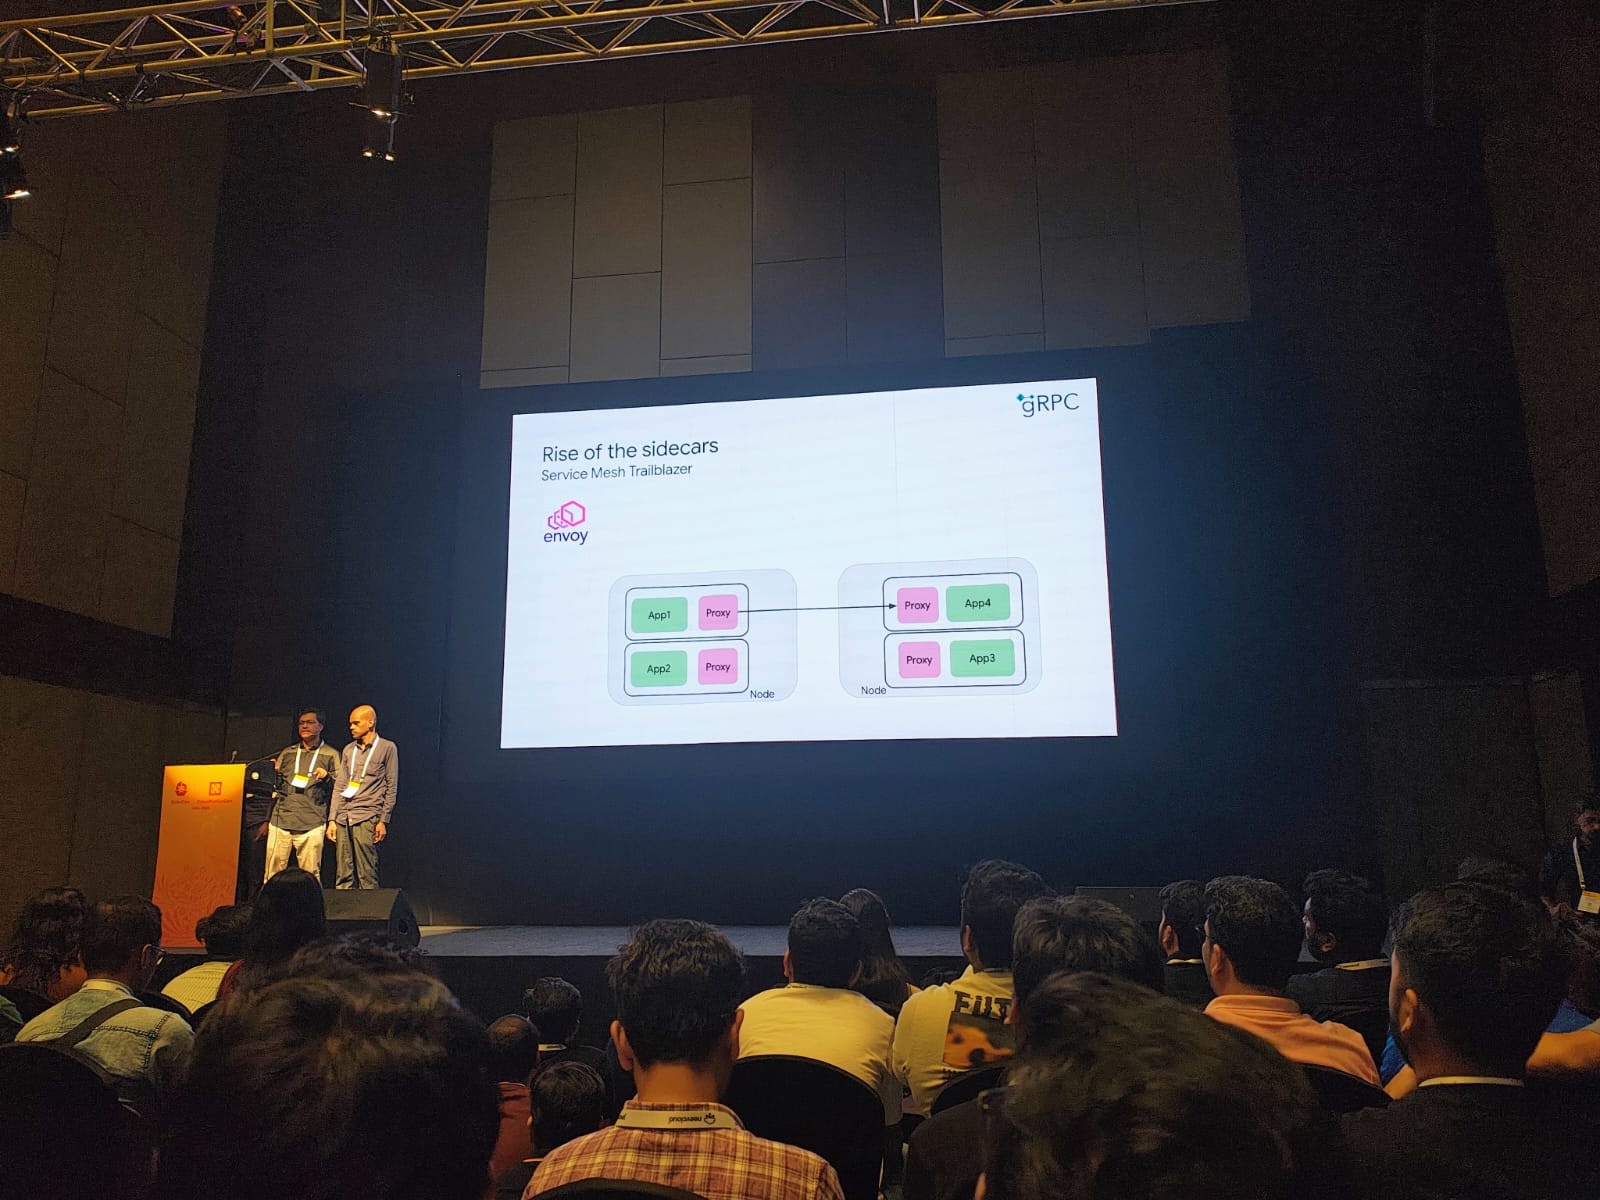 gRPC
Rise of the sidecars
Service Mesh Trailblazer
envoy
App1 Proxy
App2 Proxy
Node
Proxy App4
Proxy App3
Node
neevcloud